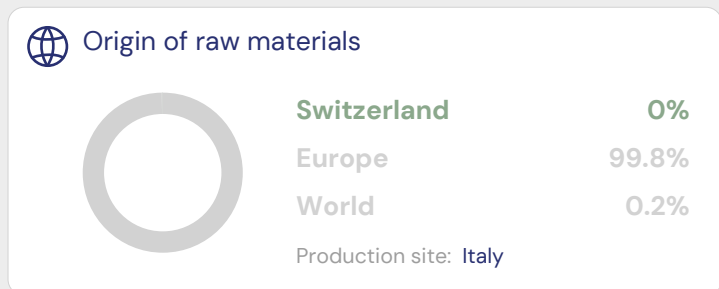 Origin of raw materials
Switzerland 0%
Europe 99.8%
World 0.2%
Production site: Italy